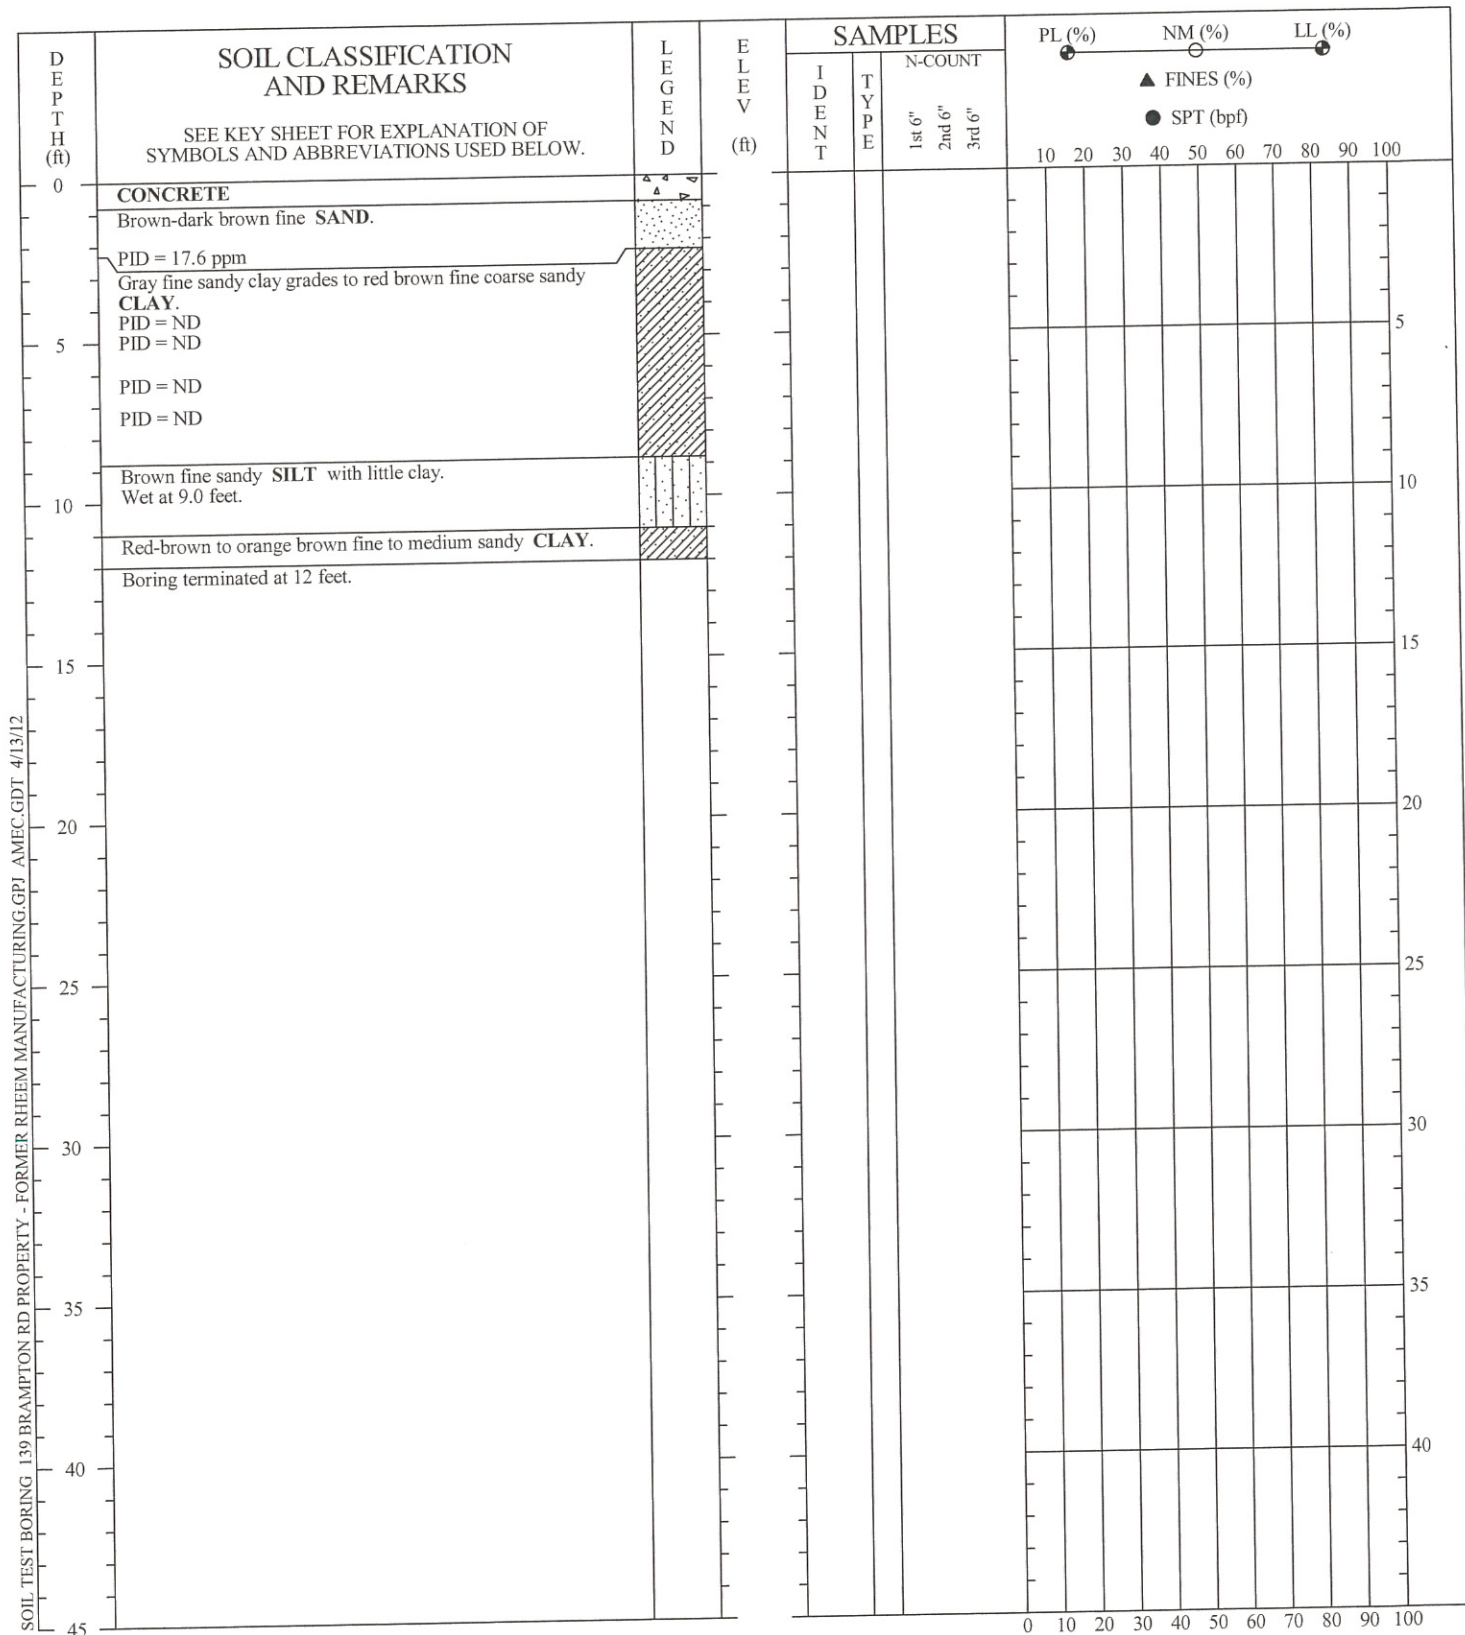 DEPTH (ft)
SOIL CLASSIFICATION
AND REMARKS
SEE KEY SHEET FOR EXPLANATION OF
SYMBOLS AND ABBREVIATIONS USED BELOW.
LEGEND
ELEV (ft)
SAMPLES
IDENT
TYPE
N-COUNT
1st 6"
2nd 6"
3rd 6"
PL (%) NM (%) LL (%)
▲ FINES (%)
● SPT (bpf)
10 20 30 40 50 60 70 80 90 100
0
CONCRETE
Brown-dark brown fine SAND.
PID = 17.6 ppm
Gray fine sandy clay grades to red brown fine coarse sandy
CLAY.
PID = ND
5 PID = ND 5
PID = ND
PID = ND
Brown fine sandy SILT with little clay.
Wet at 9.0 feet.
10 10
Red-brown to orange brown fine to medium sandy CLAY.
Boring terminated at 12 feet.
15 15
20 20
25 25
30 30
35 35
40 40
45
0 10 20 30 40 50 60 70 80 90 100
SOIL TEST BORING 139 BRAMPTON RD PROPERTY - FORMER RHEEM MANUFACTURING.GPJ AMEC.GDT 4/13/12